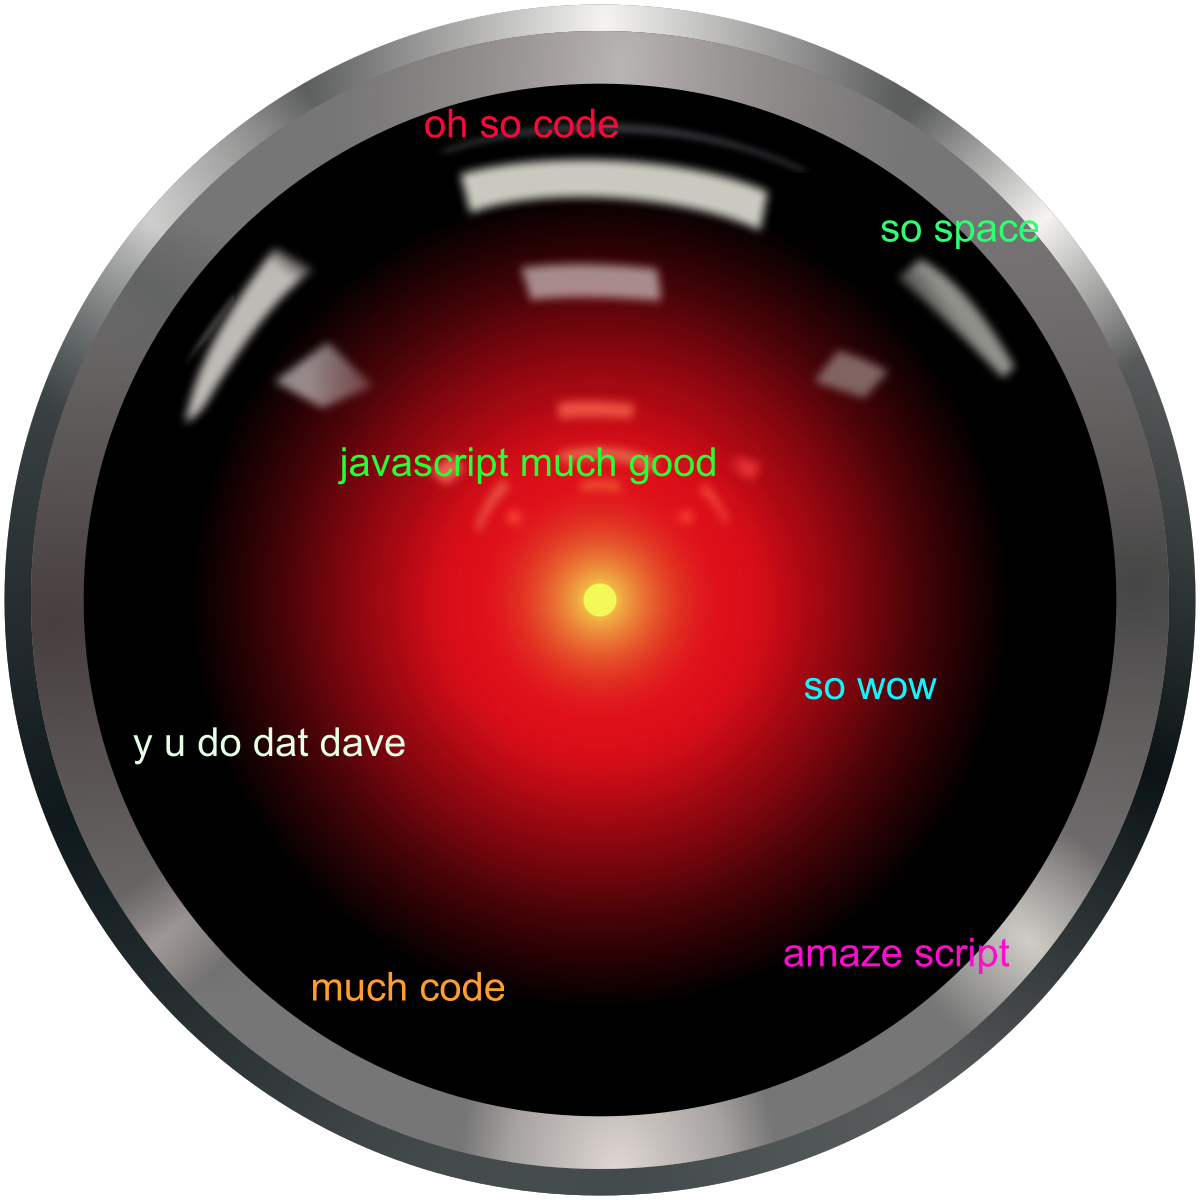 oh so code
so space
javascript much good
so wow
y u do dat dave
amaze script
much code